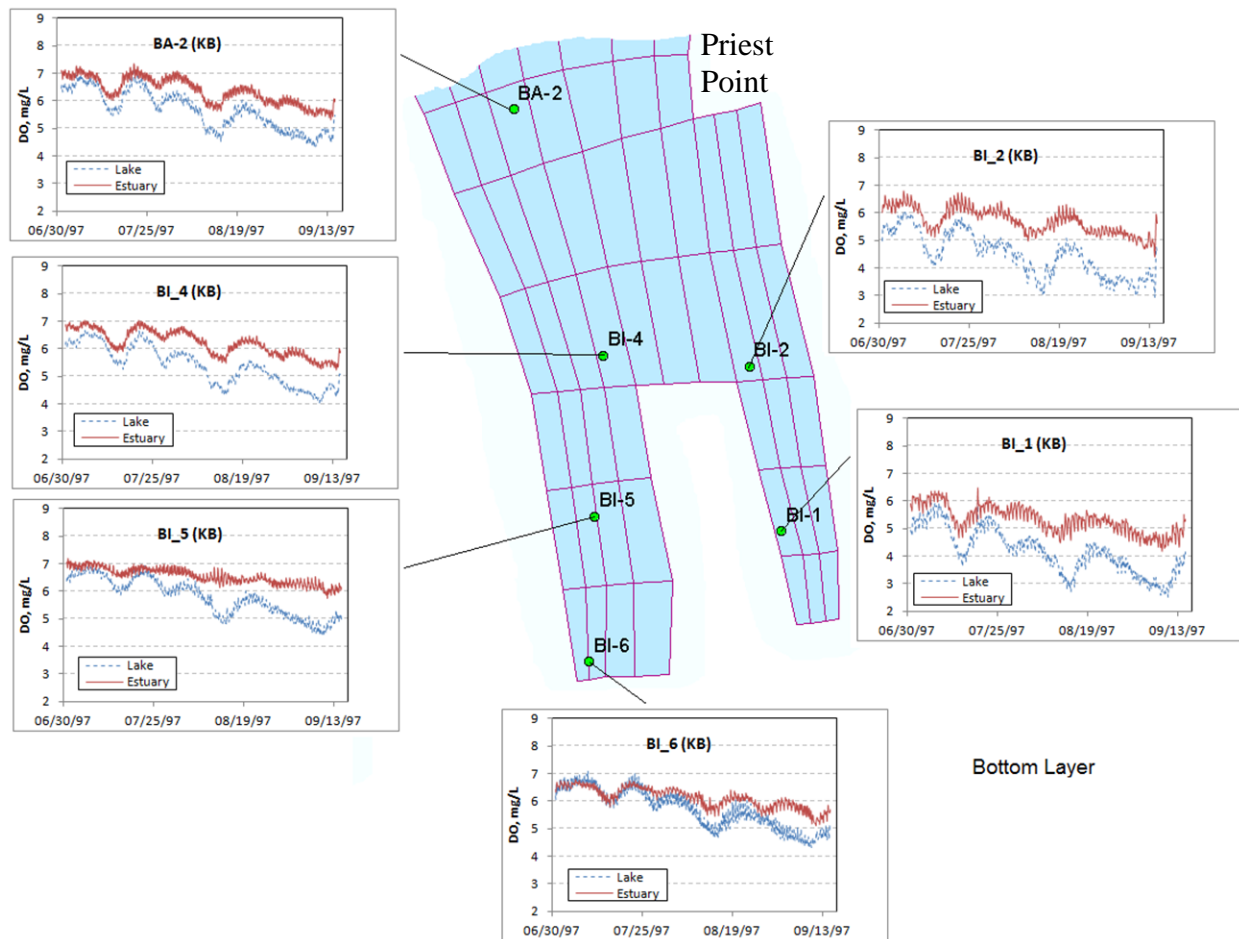 BA-2 (KB)
DO, mg/L
9
8
7
6
5
4
3
2
Lake
Estuary
06/30/97 07/25/97 08/19/97 09/13/97
BI_4 (KB)
DO, mg/L
9
8
7
6
5
4
3
2
Lake
Estuary
06/30/97 07/25/97 08/19/97 09/13/97
BI_5 (KB)
DO, mg/L
9
8
7
6
5
4
3
2
Lake
Estuary
06/30/97 07/25/97 08/19/97 09/13/97
Priest
Point
BA-2
BI-4
BI-2
BI-5
BI-1
BI-6
BI_2 (KB)
DO, mg/L
9
8
7
6
5
4
3
2
Lake
Estuary
06/30/97 07/25/97 08/19/97 09/13/97
BI_1 (KB)
DO, mg/L
9
8
7
6
5
4
3
2
Lake
Estuary
06/30/97 07/25/97 08/19/97 09/13/97
BI_6 (KB)
DO, mg/L
9
8
7
6
5
4
3
2
Lake
Estuary
06/30/97 07/25/97 08/19/97 09/13/97
Bottom Layer